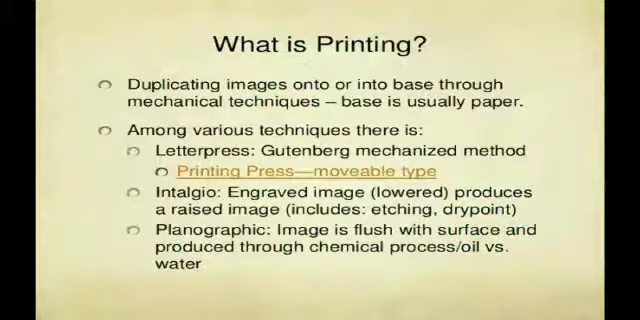 What is Printing?
Duplicating images onto or into base through
mechanical techniques – base is usually paper.
Among various techniques there is:
Letterpress: Gutenberg mechanized method
Printing Press—moveable type
Intalgio: Engraved image (lowered) produces
a raised image (includes: etching, drypoint)
Planographic: Image is flush with surface and
produced through chemical process/oil vs.
water